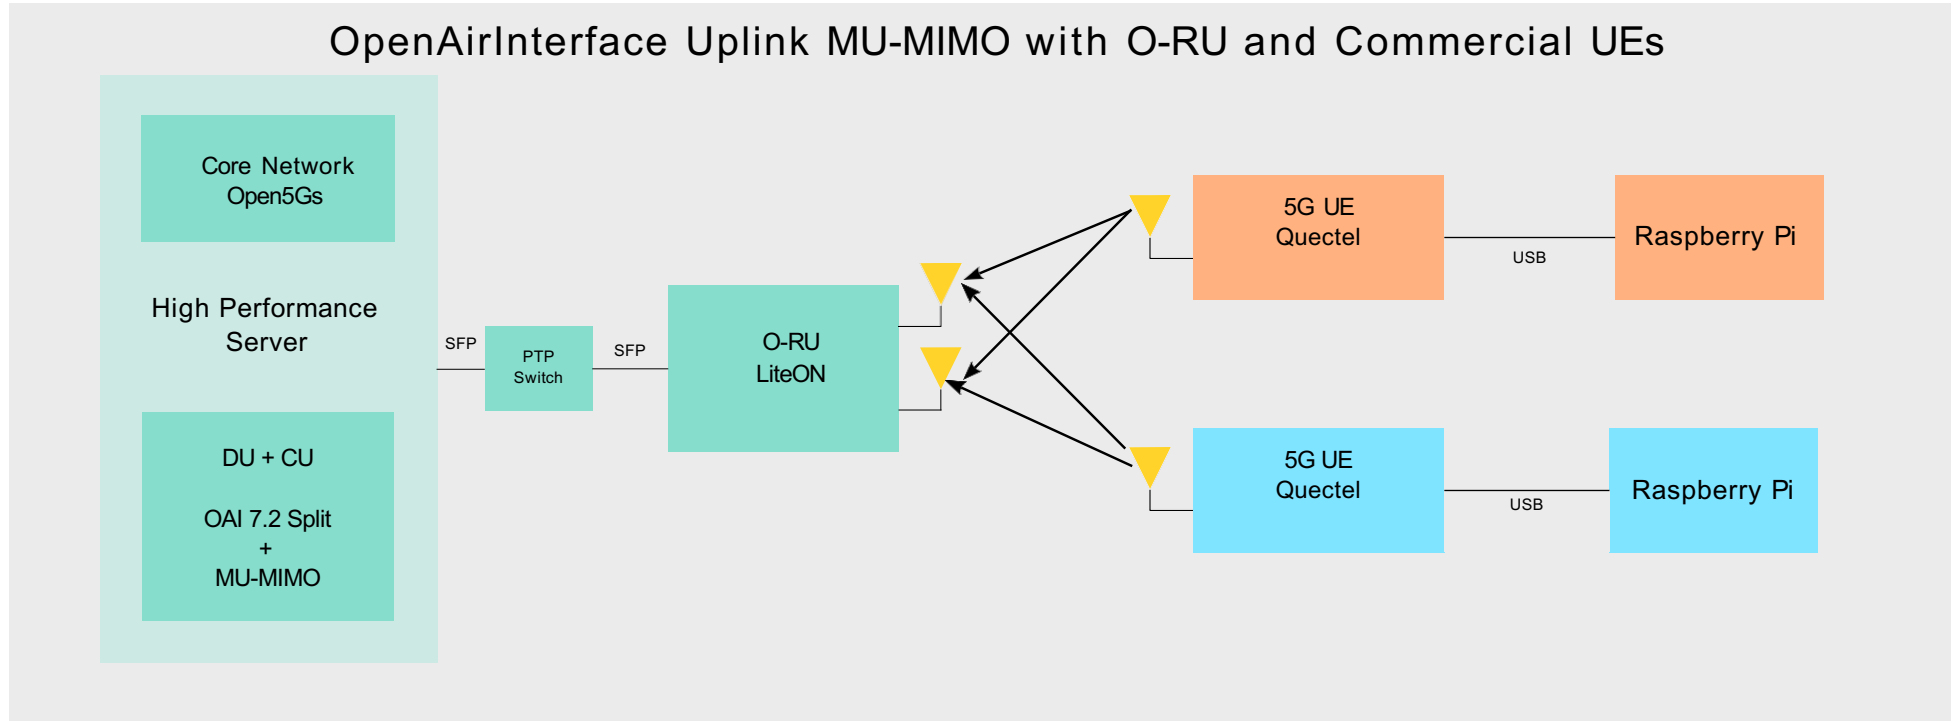 OpenAirInterface Uplink MU-MIMO with O-RU and Commercial UEs
Core Network
Open5Gs
High Performance
Server
DU + CU
OAI 7.2 Split
+
MU-MIMO
SFP
PTP
Switch
SFP
O-RU
LiteON
5G UE
Quectel
USB
Raspberry Pi
5G UE
Quectel
USB
Raspberry Pi